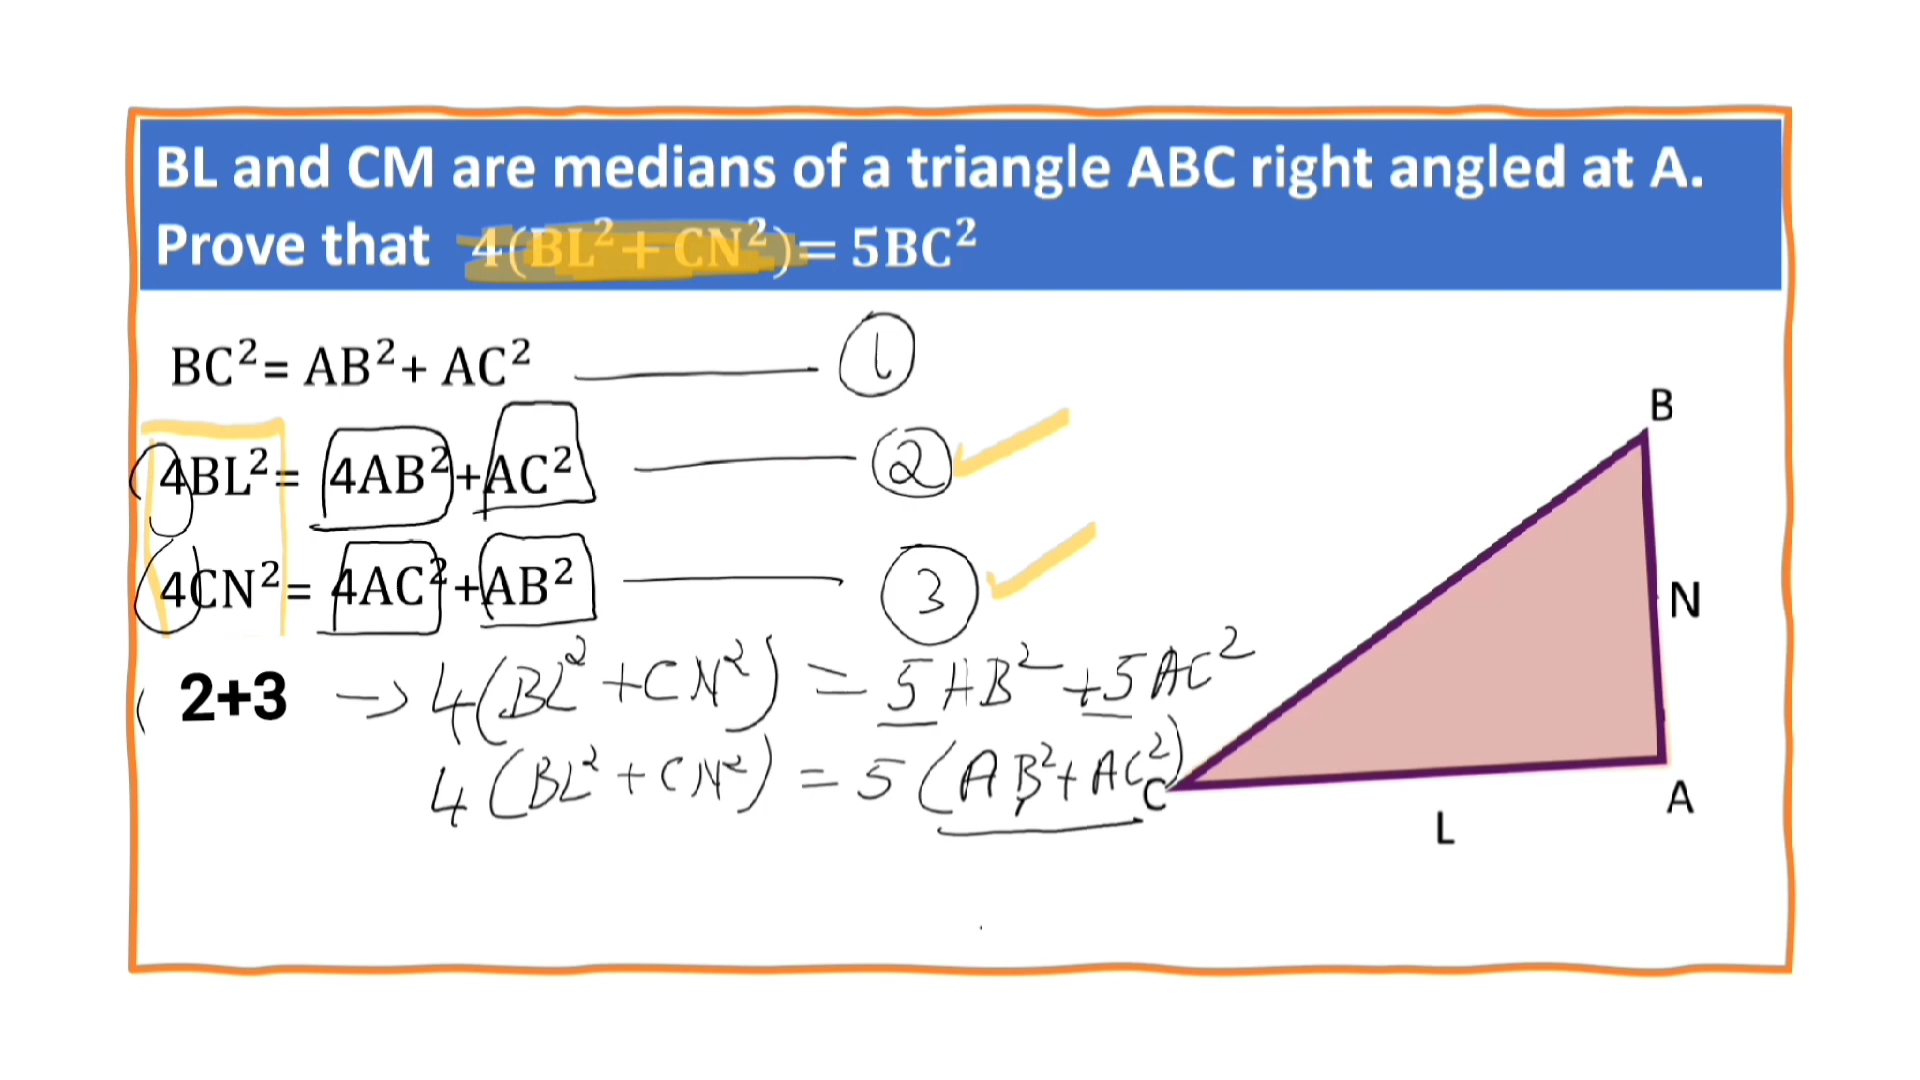 BL and CM are medians of a triangle ABC right angled at A.
Prove that 4(BL²+ CN²)= 5BC²
BC²= AB²+ AC² 1
4BL²= 4AB²+AC² 2
4CN²= 4AC²+AB² 3
2+3 → 4(BL²+CN²) = 5AB²+5AC²
4(BL²+CN²) = 5(AB²+AC²)
B
N
C
A
L